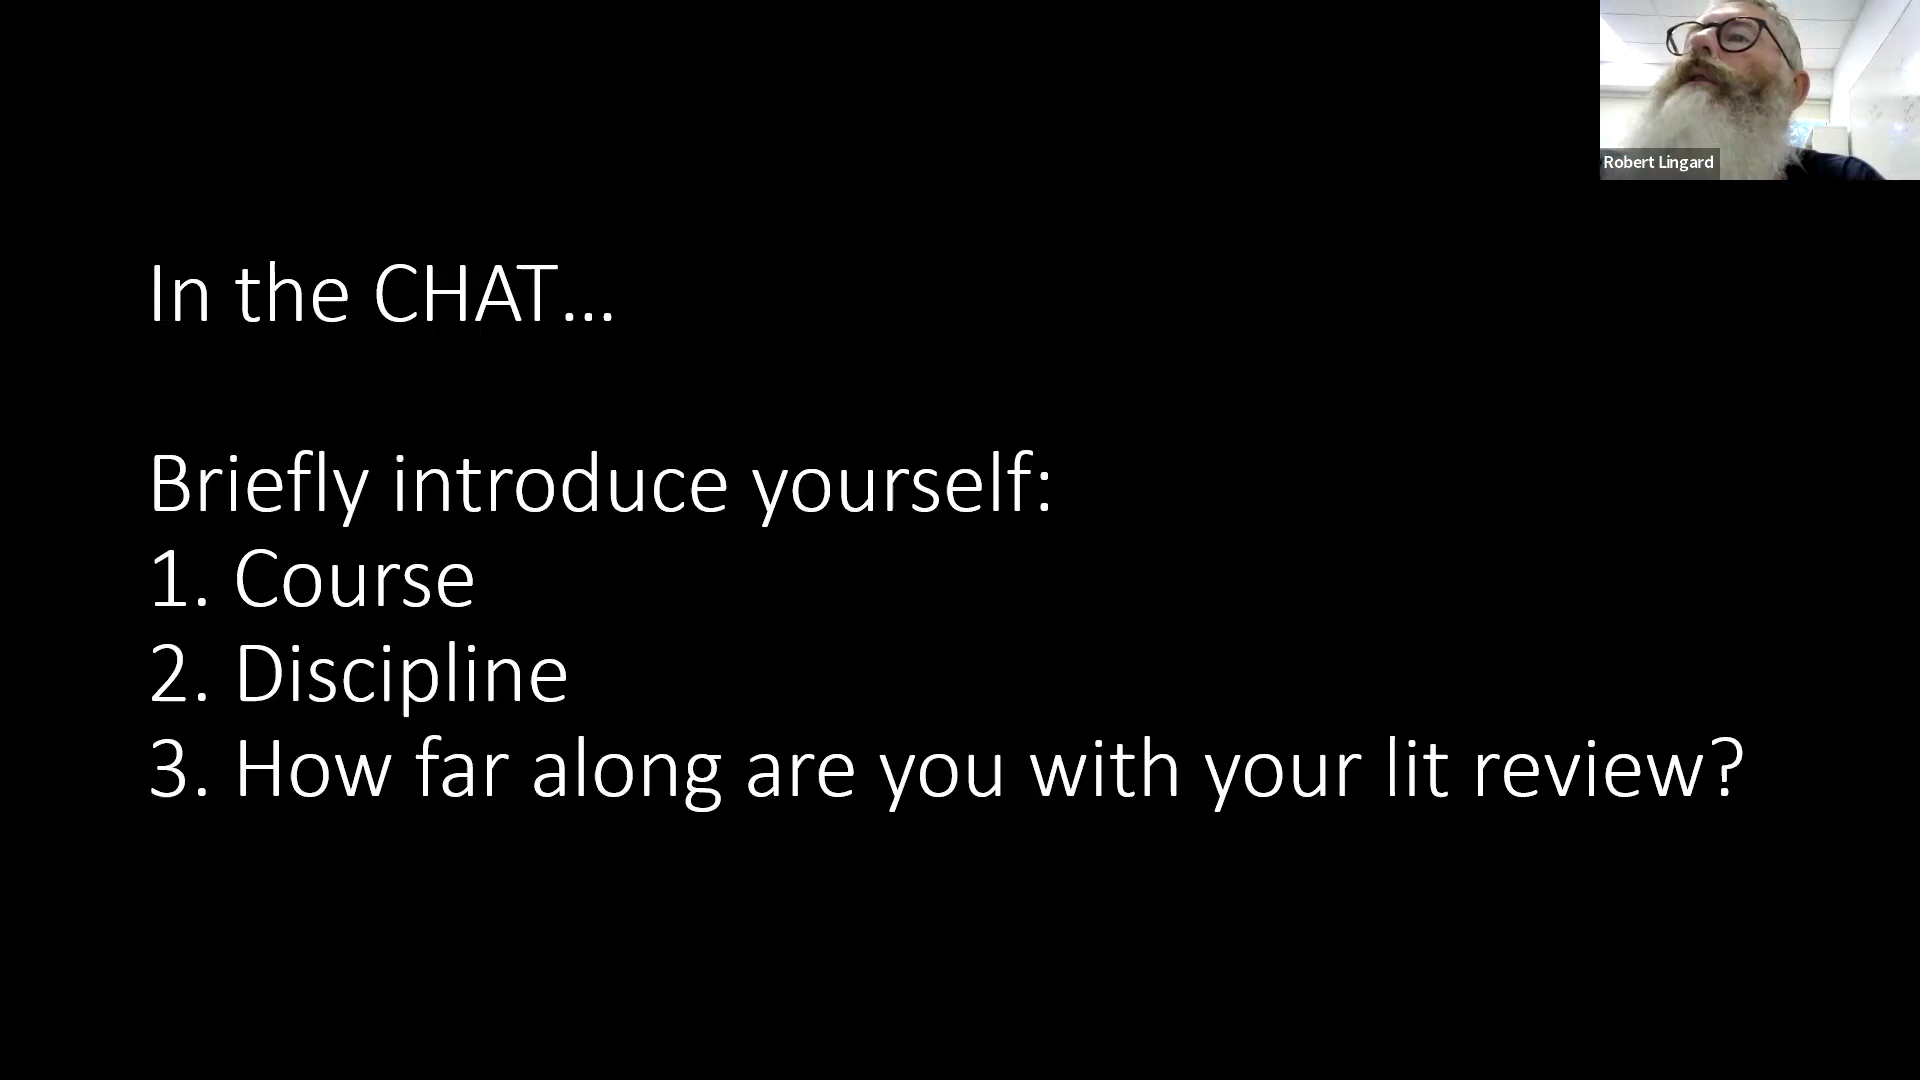 Robert Lingard
In the CHAT...
Briefly introduce yourself:
1. Course
2. Discipline
3. How far along are you with your lit review?